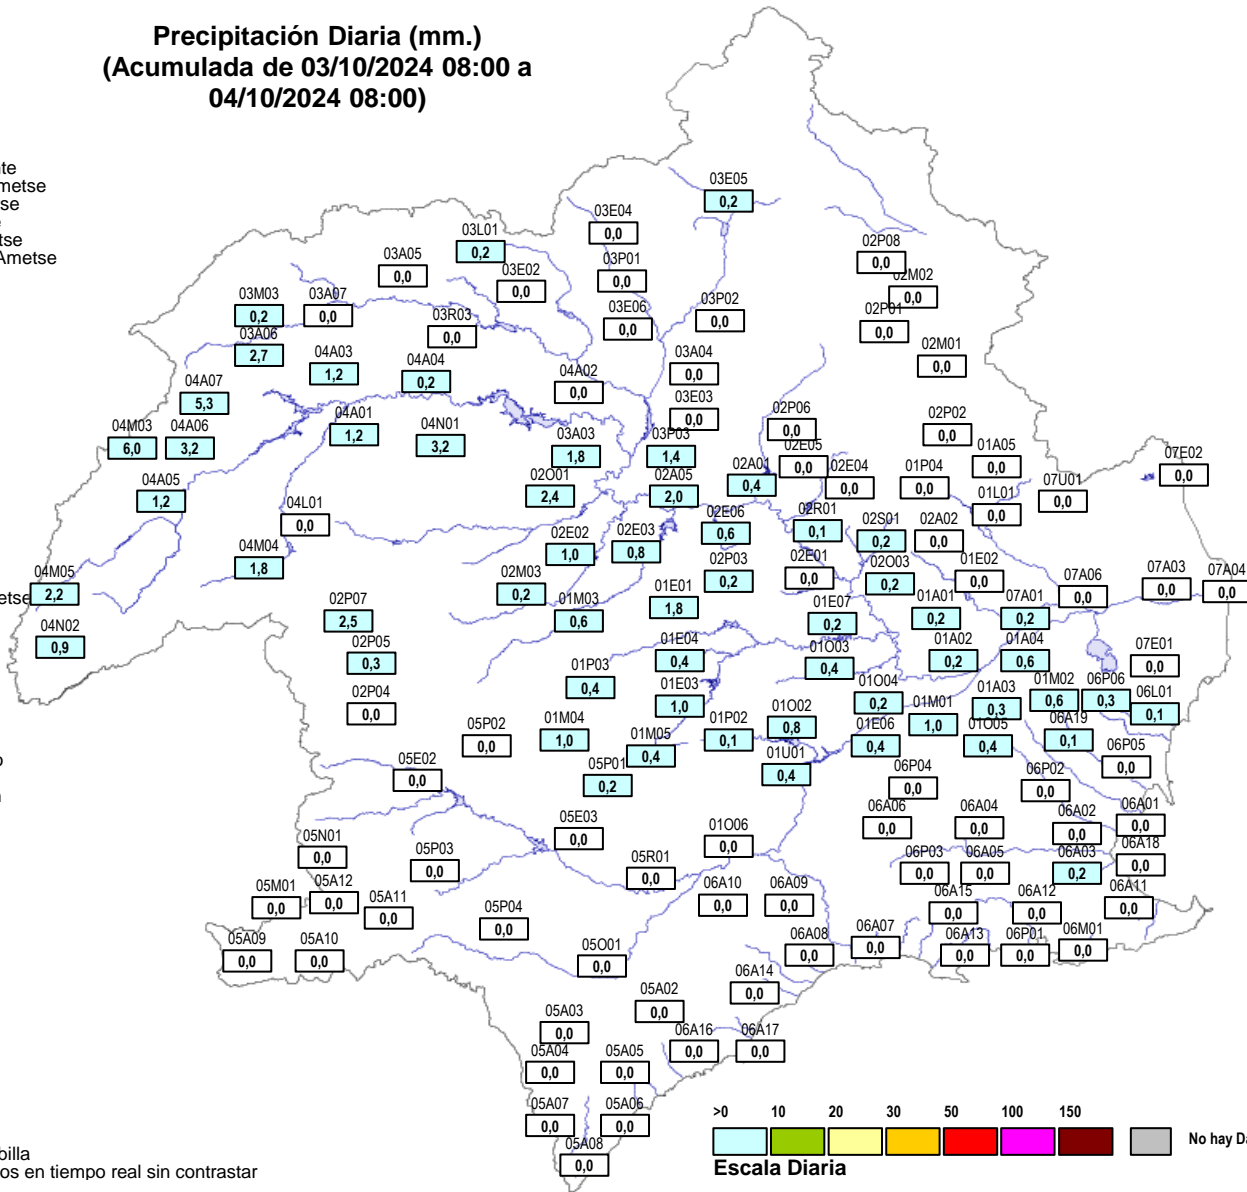 Precipitación Diaria (mm.)
(Acumulada de 03/10/2024 08:00 a
04/10/2024 08:00)
nte
metse
se
e
tse
Ametse
etse
o
n
billa
os en tiempo real sin contrastar
03E05
0,2
03E04
0,0
03L01
0,2
03A05
0,0
03E02
0,0
03P01
0,0
02P08
0,0
02M02
0,0
03M03
0,2
03A07
0,0
03R03
0,0
03E06
0,0
03P02
0,0
02P01
0,0
03A06
2,7
04A03
1,2
04A04
0,2
04A02
0,0
03A04
0,0
02M01
0,0
04A07
5,3
03E03
0,0
04M03
6,0
04A06
3,2
04A01
1,2
04N01
3,2
03A03
1,8
03P03
1,4
02P06
0,0
02P02
0,0
02E05
0,0
01A05
0,0
07E02
0,0
04A05
1,2
02O01
2,4
02A05
2,0
02A01
0,4
02E04
0,0
01P04
0,0
07U01
0,0
04L01
0,0
02E02
1,0
02E03
0,8
02E06
0,6
02R01
0,1
02S01
0,2
02A02
0,0
01L01
0,0
04M04
1,8
04M05
2,2
02M03
0,2
01M03
0,6
01E01
1,8
02P03
0,2
02E01
0,0
02O03
0,2
01E02
0,0
07A06
0,0
07A03
0,0
07A04
0,0
04N02
0,9
02P07
2,5
01E07
0,2
01A01
0,2
07A01
0,2
02P05
0,3
01E04
0,4
01O03
0,4
01A02
0,2
01A04
0,6
07E01
0,0
02P04
0,0
01P03
0,4
01E03
1,0
01O04
0,2
01M01
1,0
01A03
0,3
01M02
0,6
06P06
0,3
06L01
0,1
05P02
0,0
01M04
1,0
01M05
0,4
01P02
0,1
01O02
0,8
01E06
0,4
01O05
0,4
06A19
0,1
06P05
0,0
05E02
0,0
05P01
0,2
01U01
0,4
06P04
0,0
06P02
0,0
05E03
0,0
01O06
0,0
06A06
0,0
06A04
0,0
06A02
0,0
06A01
0,0
05N01
0,0
05P03
0,0
05R01
0,0
06P03
0,0
06A05
0,0
06A03
0,2
06A18
0,0
05M01
0,0
05A12
0,0
05A11
0,0
05P04
0,0
06A10
0,0
06A09
0,0
06A15
0,0
06A12
0,0
06A11
0,0
05A09
0,0
05A10
0,0
05O01
0,0
06A08
0,0
06A07
0,0
06A13
0,0
06P01
0,0
06M01
0,0
05A02
0,0
06A14
0,0
05A03
0,0
06A16
0,0
06A17
0,0
05A04
0,0
05A05
0,0
05A07
0,0
05A06
0,0
05A08
0,0
>0 10 20 30 50 100 150
No hay Da
Escala Diaria